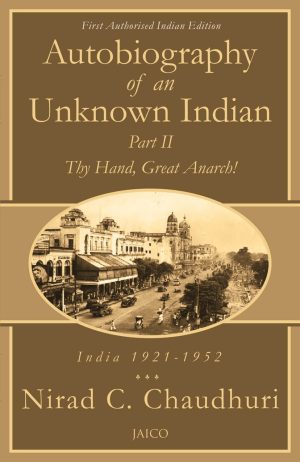 First Authorised Indian Edition
Autobiography
of an
Unknown Indian
Part II
Thy Hand, Great Anarch!
India 1921-1952
Nirad C. Chaudhuri
JAICO